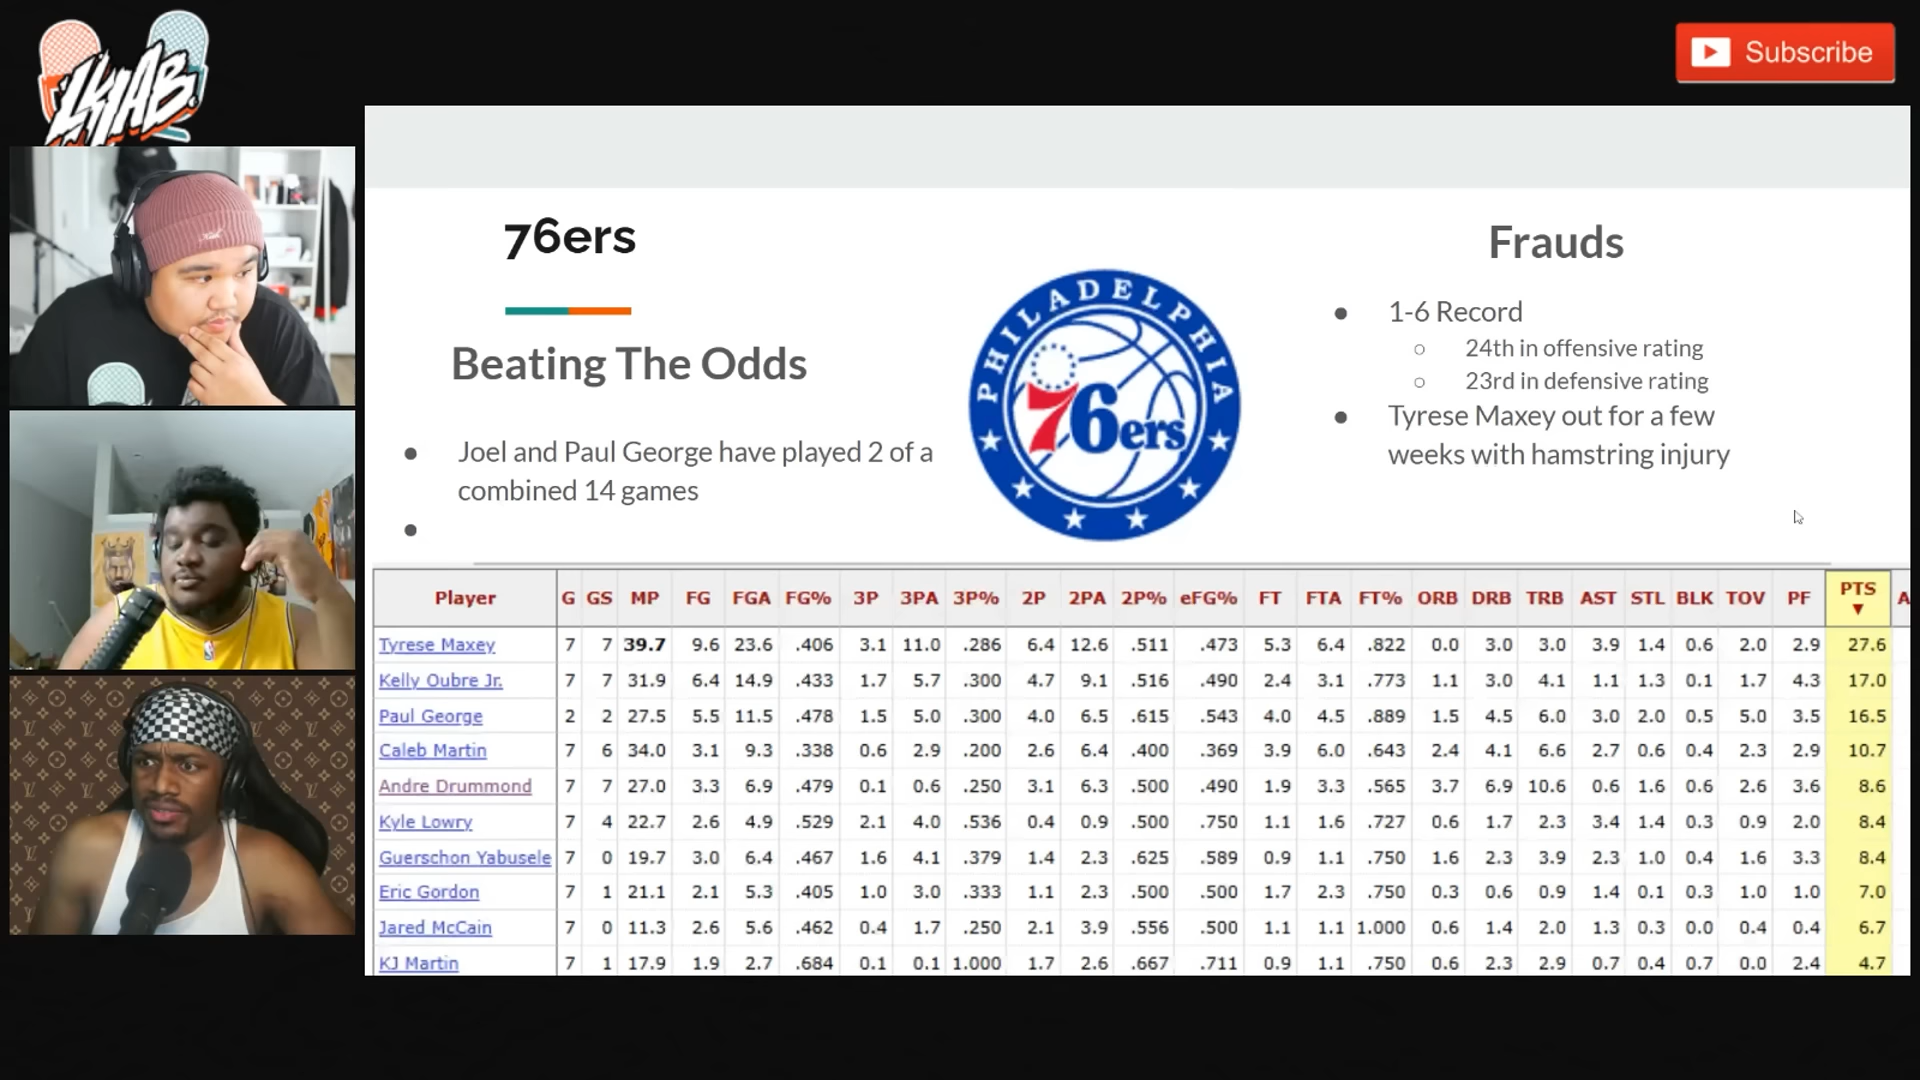 LKIAB
Subscribe
76ers
Beating The Odds
Joel and Paul George have played 2 of a
combined 14 games
PHILADELPHIA
76ers
Frauds
1-6 Record
24th in offensive rating
23rd in defensive rating
Tyrese Maxey out for a few
weeks with hamstring injury
Player G GS MP FG FGA FG% 3P 3PA 3P% 2P 2PA 2P% eFG% FT FTA FT% ORB DRB TRB AST STL BLK TOV PF PTS ▼ A
Tyrese Maxey 7 7 39.7 9.6 23.6 .406 3.1 11.0 .286 6.4 12.6 .511 .473 5.3 6.4 .822 0.0 3.0 3.0 3.9 1.4 0.6 2.0 2.9 27.6
Kelly Oubre Jr. 7 7 31.9 6.4 14.9 .433 1.7 5.7 .300 4.7 9.1 .516 .490 2.4 3.1 .773 1.1 3.0 4.1 1.1 1.3 0.1 1.7 4.3 17.0
Paul George 2 2 27.5 5.5 11.5 .478 1.5 5.0 .300 4.0 6.5 .615 .543 4.0 4.5 .889 1.5 4.5 6.0 3.0 2.0 0.5 5.0 3.5 16.5
Caleb Martin 7 6 34.0 3.1 9.3 .338 0.6 2.9 .200 2.6 6.4 .400 .369 3.9 6.0 .643 2.4 4.1 6.6 2.7 0.6 0.4 2.3 2.9 10.7
Andre Drummond 7 7 27.0 3.3 6.9 .479 0.1 0.6 .250 3.1 6.3 .500 .490 1.9 3.3 .565 3.7 6.9 10.6 0.6 1.6 0.6 2.6 3.6 8.6
Kyle Lowry 7 4 22.7 2.6 4.9 .529 2.1 4.0 .536 0.4 0.9 .500 .750 1.1 1.6 .727 0.6 1.7 2.3 3.4 1.4 0.3 0.9 2.0 8.4
Guerschon Yabusele 7 0 19.7 3.0 6.4 .467 1.6 4.1 .379 1.4 2.3 .625 .589 0.9 1.1 .750 1.6 2.3 3.9 2.3 1.0 0.4 1.6 3.3 8.4
Eric Gordon 7 1 21.1 2.1 5.3 .405 1.0 3.0 .333 1.1 2.3 .500 .500 1.7 2.3 .750 0.3 0.6 0.9 1.4 0.1 0.3 1.0 1.0 7.0
Jared McCain 7 0 11.3 2.6 5.6 .462 0.4 1.7 .250 2.1 3.9 .556 .500 1.1 1.1 1.000 0.6 1.4 2.0 1.3 0.3 0.0 0.4 0.4 6.7
KJ Martin 7 1 17.9 1.9 2.7 .684 0.1 0.1 1.000 1.7 2.6 .667 .711 0.9 1.1 .750 0.6 2.3 2.9 0.7 0.4 0.7 0.0 2.4 4.7